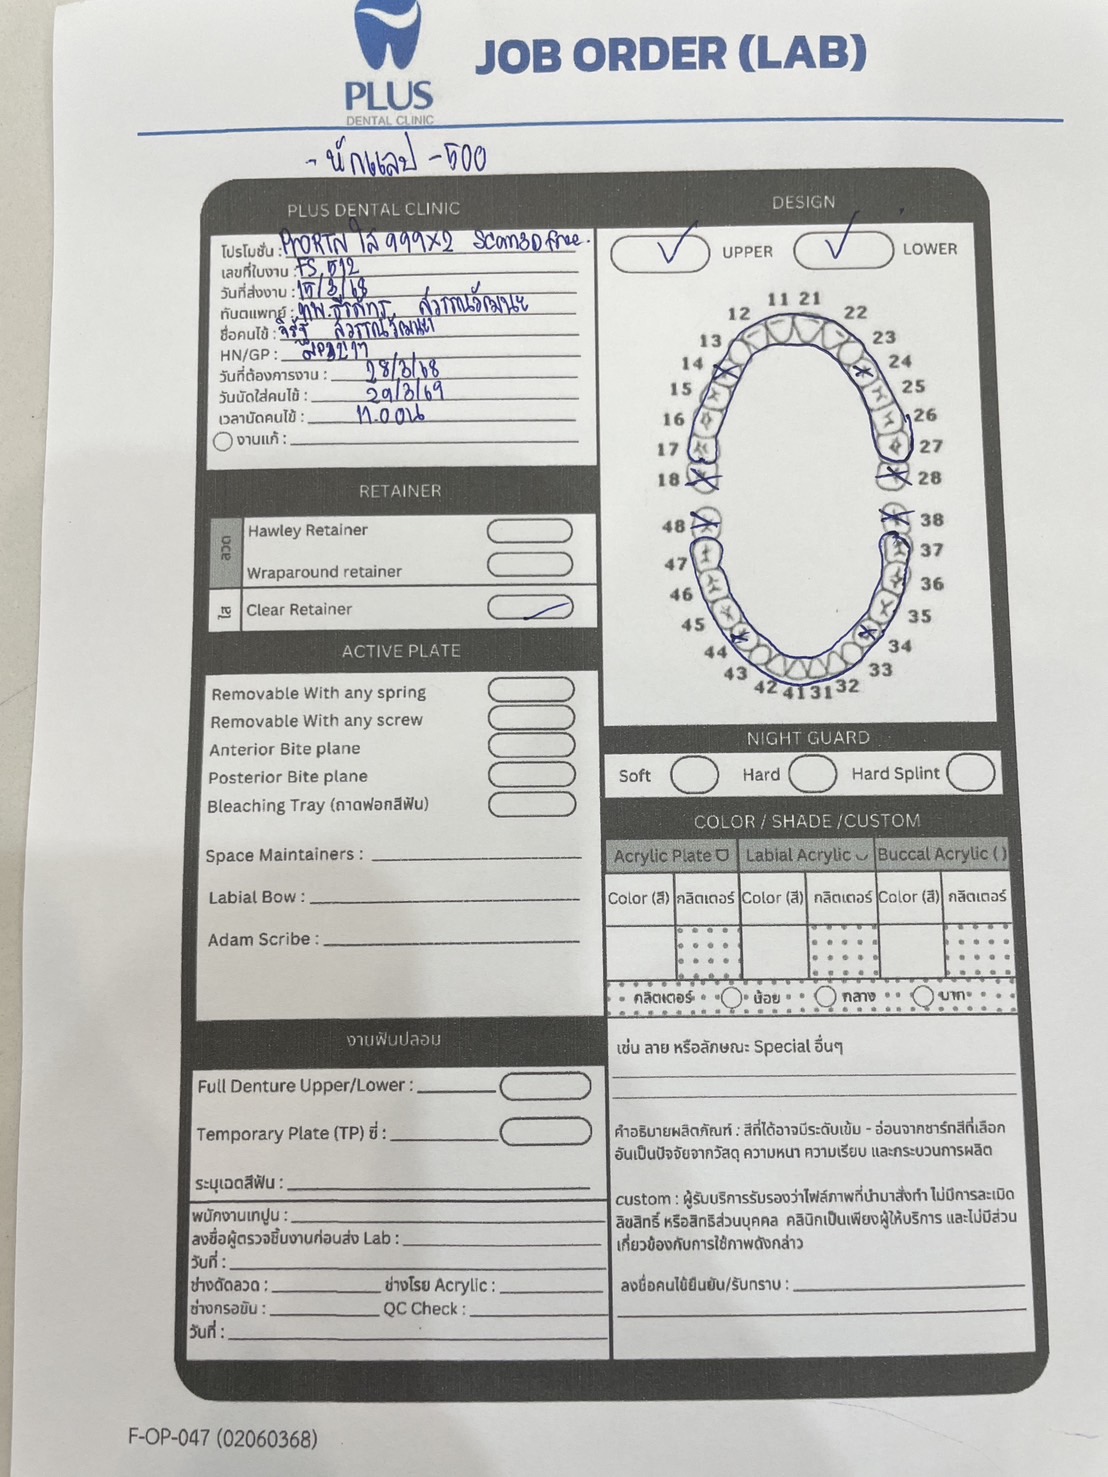 PLUS
DENTAL CLINIC
JOB ORDER (LAB)
- หักแลป -500
PLUS DENTAL CLINIC
โปรโมชั่น : ใส 999x2 Scan3D free.
เลขที่ใบงาน : FS 512
วันที่ส่งงาน : 15/3/68
ทันตแพทย์ : ทพ. สุวรรณวัฒนะ
ชื่อคนไข้ : สุวรรณวัฒนะ
HN/GP :
วันที่ต้องการงาน : 28/3/68
วันนัดใส่คนไข้ : 29/3/69
เวลานัดคนไข้ : 17.00น
งานแก้ :
DESIGN
UPPER
LOWER
11 21
12 22
13 23
14 24
15 25
16 26
17 27
18 28
48 38
47 37
46 36
45 35
44 34
43 33
42 41 31 32
RETAINER
ลวด
Hawley Retainer
Wraparound retainer
ใส
Clear Retainer
ACTIVE PLATE
Removable With any spring
Removable With any screw
Anterior Bite plane
Posterior Bite plane
Bleaching Tray (ถาดฟอกสีฟัน)
Space Maintainers :
Labial Bow :
Adam Scribe :
NIGHT GUARD
Soft Hard Hard Splint
COLOR / SHADE /CUSTOM
Acrylic Plate Labial Acrylic Buccal Acrylic ( )
Color (สี) กลิตเตอร์ Color (สี) กลิตเตอร์ Color (สี) กลิตเตอร์
กลิตเตอร์ น้อย กลาง มาก
เช่น ลาย หรือลักษณะ Special อื่นๆ
คำอธิบายผลิตภัณฑ์ : สีที่ได้อาจมีระดับเข้ม - อ่อนจากชาร์ทสีที่เลือก
อันเป็นปัจจัยจากวัสดุ ความหนา ความเรียบ และกระบวนการผลิต
custom : ผู้รับบริการรับรองว่าไฟล์ภาพที่นำมาสั่งทำ ไม่มีการละเมิด
ลิขสิทธิ์ หรือสิทธิส่วนบุคคล คลินิกเป็นเพียงผู้ให้บริการ และไม่มีส่วน
เกี่ยวข้องกับการใช้ภาพดังกล่าว
ลงชื่อคนไข้ยืนยัน/รับทราบ :
งานฟันปลอม
Full Denture Upper/Lower :
Temporary Plate (TP) ซี่ :
ระบุเฉดสีฟัน :
พนักงานเทปูน :
ลงชื่อผู้ตรวจชิ้นงานก่อนส่ง Lab :
วันที่ :
ช่างดัดลวด : ช่างโรย Acrylic :
ช่างกรอขัน : QC Check :
วันที่ :
F-OP-047 (02060368)